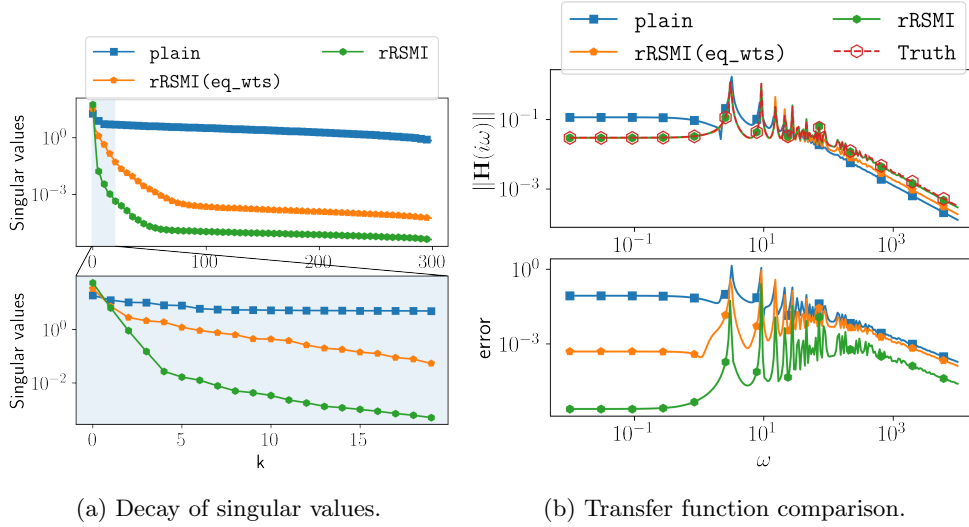 plain
rRSMI
rRSMI(eq_wts)
Singular values
10^0
10^{-3}
0
100
200
300
Singular values
10^0
10^{-2}
0
5
10
15
k
(a) Decay of singular values.
plain
rRSMI
rRSMI(eq_wts)
Truth
‖H(iω)‖
10^{-1}
10^{-3}
10^{-1}
10^1
10^3
error
10^0
10^{-3}
10^{-1}
10^1
10^3
ω
(b) Transfer function comparison.